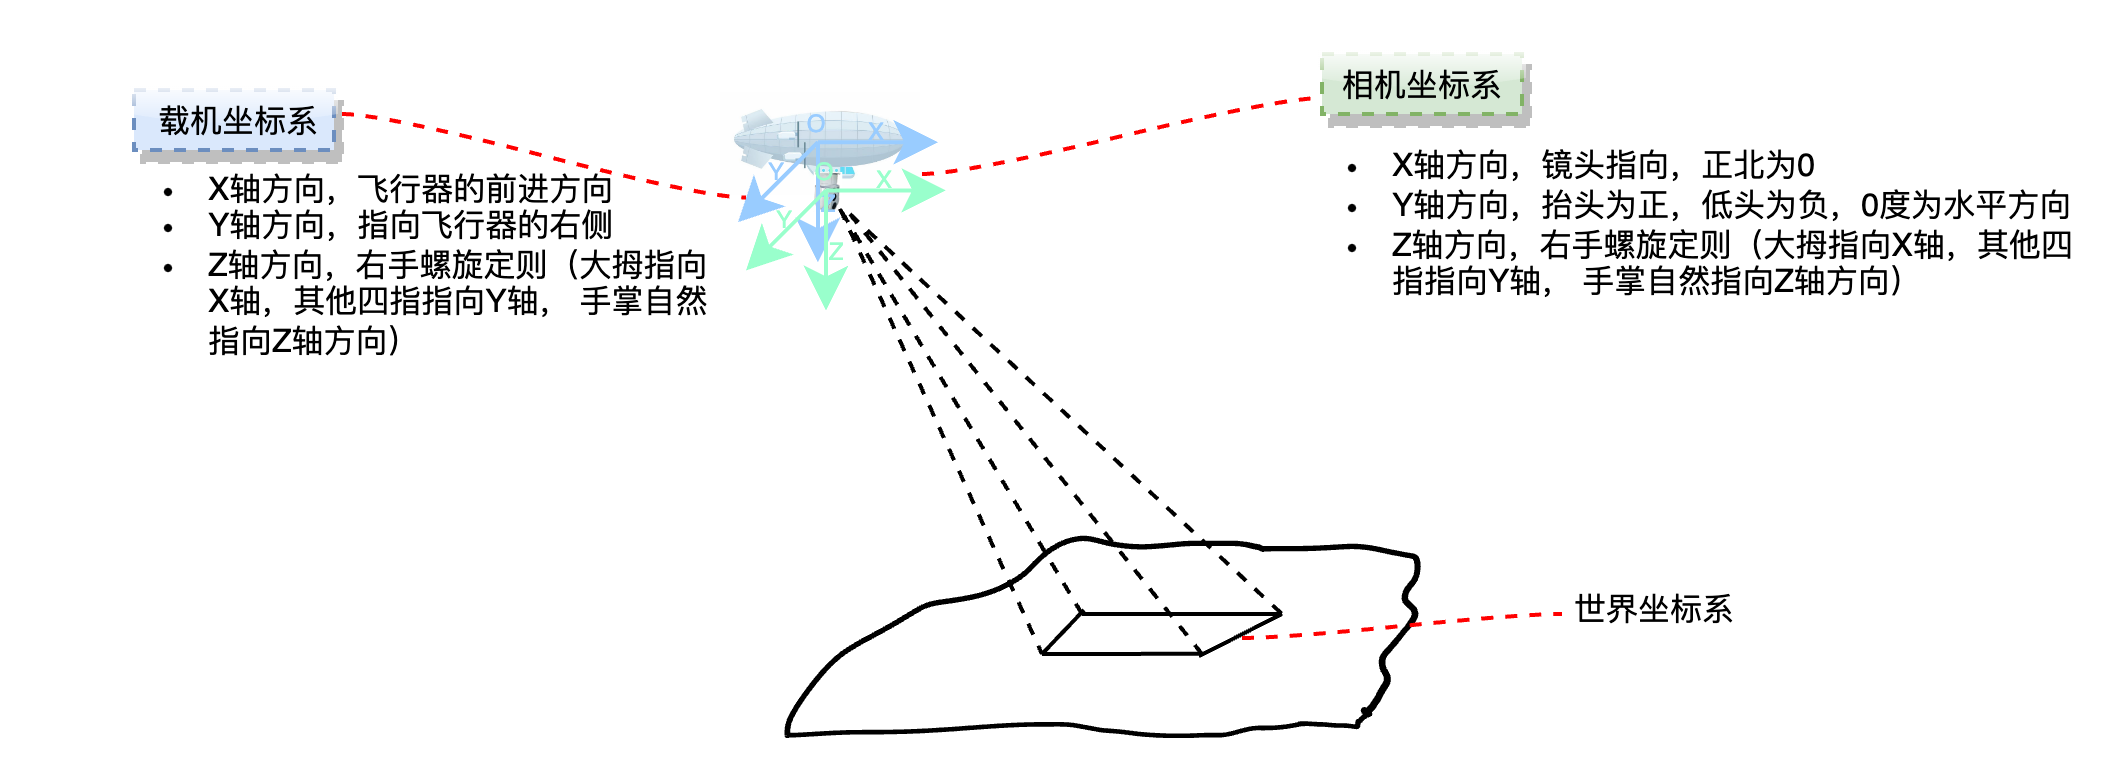 载机坐标系
• X轴方向，飞行器的前进方向
• Y轴方向，指向飞行器的右侧
• Z轴方向，右手螺旋定则（大拇指向
X轴，其他四指指向Y轴， 手掌自然
指向Z轴方向）
O
X
Y
X
Y
Z
相机坐标系
• X轴方向，镜头指向，正北为0
• Y轴方向，抬头为正，低头为负，0度为水平方向
• Z轴方向，右手螺旋定则（大拇指向X轴，其他四
指指向Y轴， 手掌自然指向Z轴方向）
世界坐标系